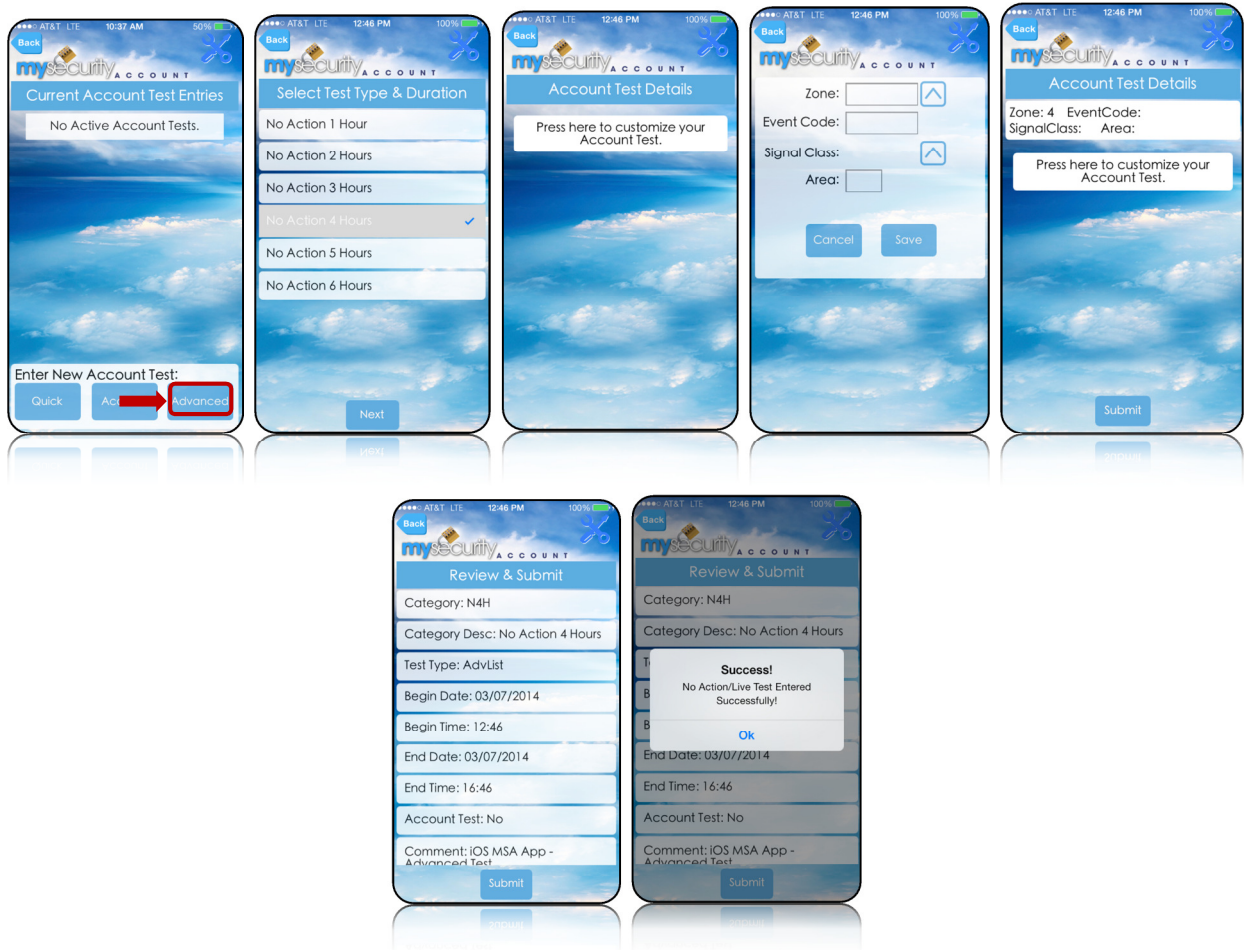 AT&T LTE 10:37 AM 50%
Back
mysecurity ACCOUNT
Current Account Test Entries
No Active Account Tests.
Enter New Account Test:
Quick
Advanced
AT&T LTE 12:46 PM 100%
Back
mysecurity ACCOUNT
Select Test Type & Duration
No Action 1 Hour
No Action 2 Hours
No Action 3 Hours
No Action 4 Hours
No Action 5 Hours
No Action 6 Hours
Next
AT&T LTE 12:46 PM 100%
Back
mysecurity ACCOUNT
Account Test Details
Press here to customize your
Account Test.
AT&T LTE 12:46 PM 100%
Back
mysecurity ACCOUNT
Zone:
Event Code:
Signal Class:
Area:
Cancel Save
AT&T LTE 12:46 PM 100%
Back
mysecurity ACCOUNT
Account Test Details
Zone: 4 EventCode:
SignalClass: Area:
Press here to customize your
Account Test.
Submit
AT&T LTE 12:46 PM 100%
Back
mysecurity ACCOUNT
Review & Submit
Category: N4H
Category Desc: No Action 4 Hours
Test Type: AdvList
Begin Date: 03/07/2014
Begin Time: 12:46
End Date: 03/07/2014
End Time: 16:46
Account Test: No
Comment: iOS MSA App -
Advanced Test
Submit
AT&T LTE 12:46 PM 100%
Back
mysecurity ACCOUNT
Review & Submit
Category: N4H
Category Desc: No Action 4 Hours
Success!
No Action/Live Test Entered
Successfully!
Ok
End Date: 03/07/2014
End Time: 16:46
Account Test: No
Comment: iOS MSA App -
Advanced Test
Submit